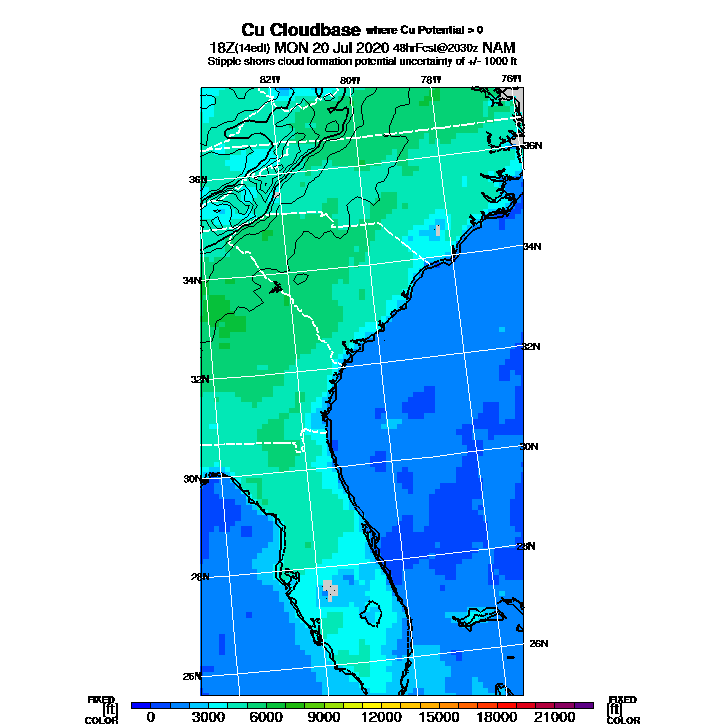 Cu Cloudbase where Cu Potential > 0
18Z(14edt) MON 20 Jul 2020 48hrFcst@2030z NAM
Stipple shows cloud formation potential uncertainty of +/- 1000 ft
82W 80W 78W 76W
36N
36N
34N
34N
32N
32N
30N
30N
28N
28N
26N
26N
FIXED FIXED
[ft] [ft]
COLOR COLOR
0 3000 6000 9000 12000 15000 18000 21000